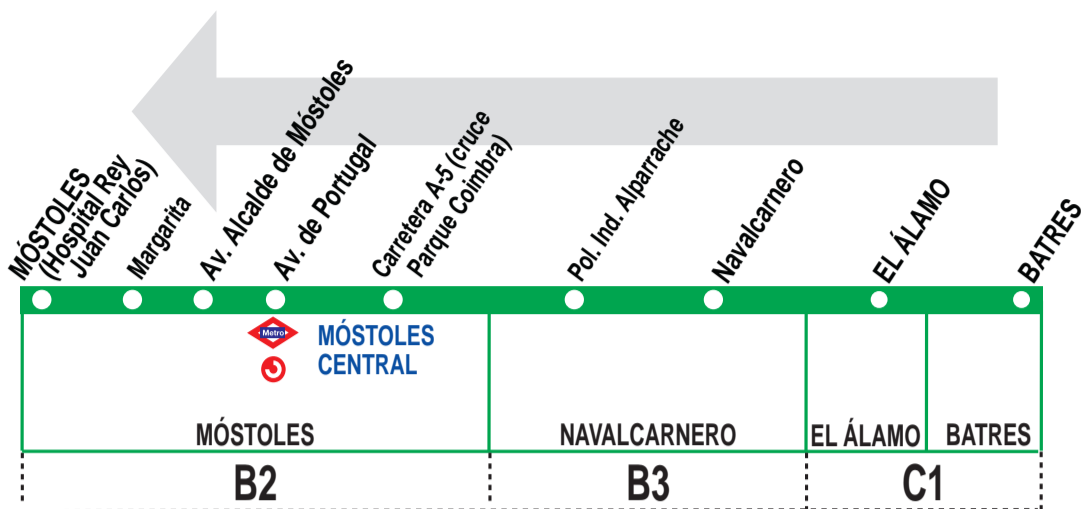 MÓSTOLES
(Hospital Rey
Juan Carlos)
Margarita
Av. Alcalde de Móstoles
Av. de Portugal
Carretera A-5 (cruce
Parque Coimbra)
Pol. Ind. Alparrache
Navalcarnero
EL ÁLAMO
BATRES
Metro
MÓSTOLES
CENTRAL
MÓSTOLES
NAVALCARNERO
EL ÁLAMO
BATRES
B2
B3
C1